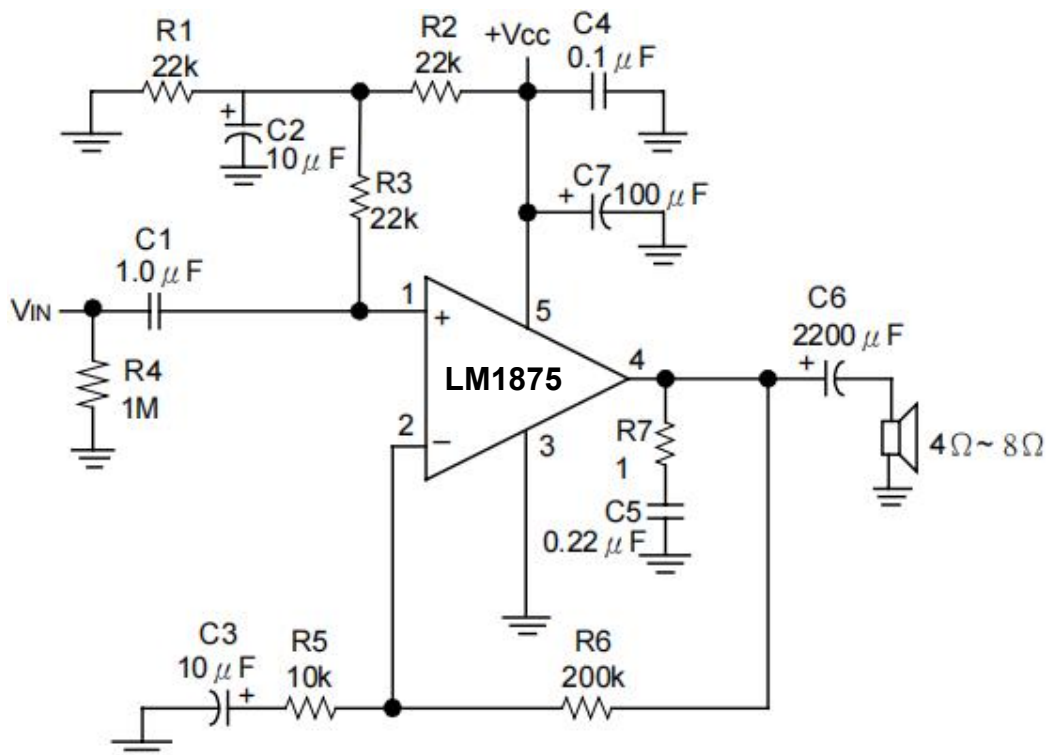 R1
22k
R2
22k
+Vcc
C4
0.1 μF
+
C2
10 μF
R3
22k
+
C7
100 μF
C1
1.0 μF
VIN
R4
1M
1
+
5
LM1875
4
2
−
3
R7
1
C5
0.22 μF
C6
2200 μF
+
4Ω~ 8Ω
C3
10 μF
+
R5
10k
R6
200k